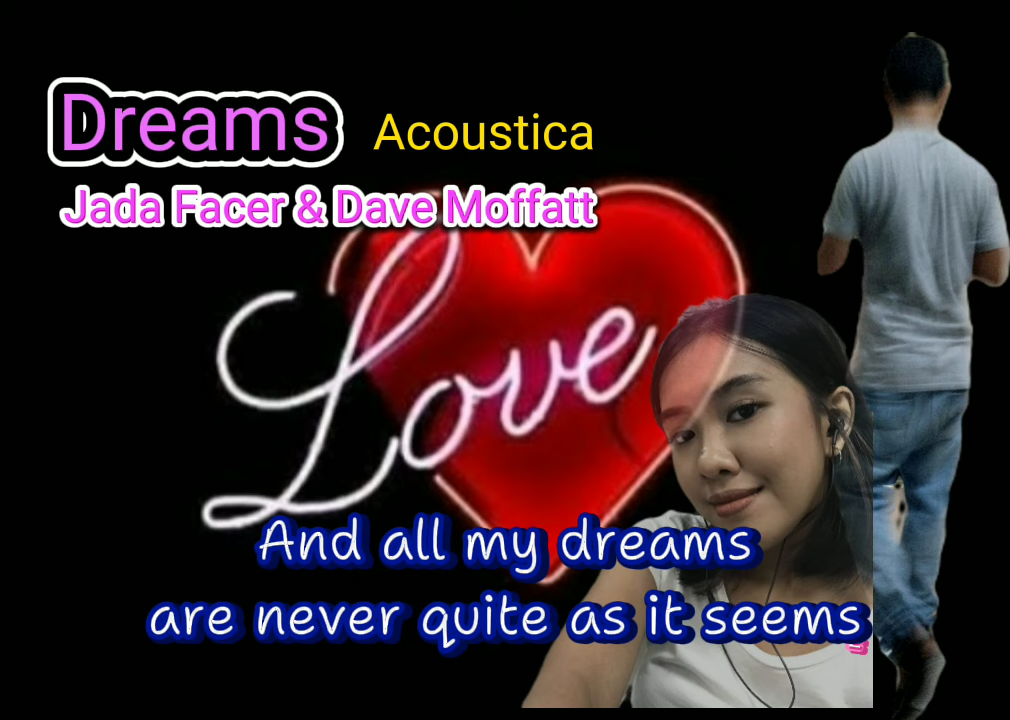 Dreams Acoustica
Jada Facer & Dave Moffatt
Love
And all my dreams
are never quite as it seems